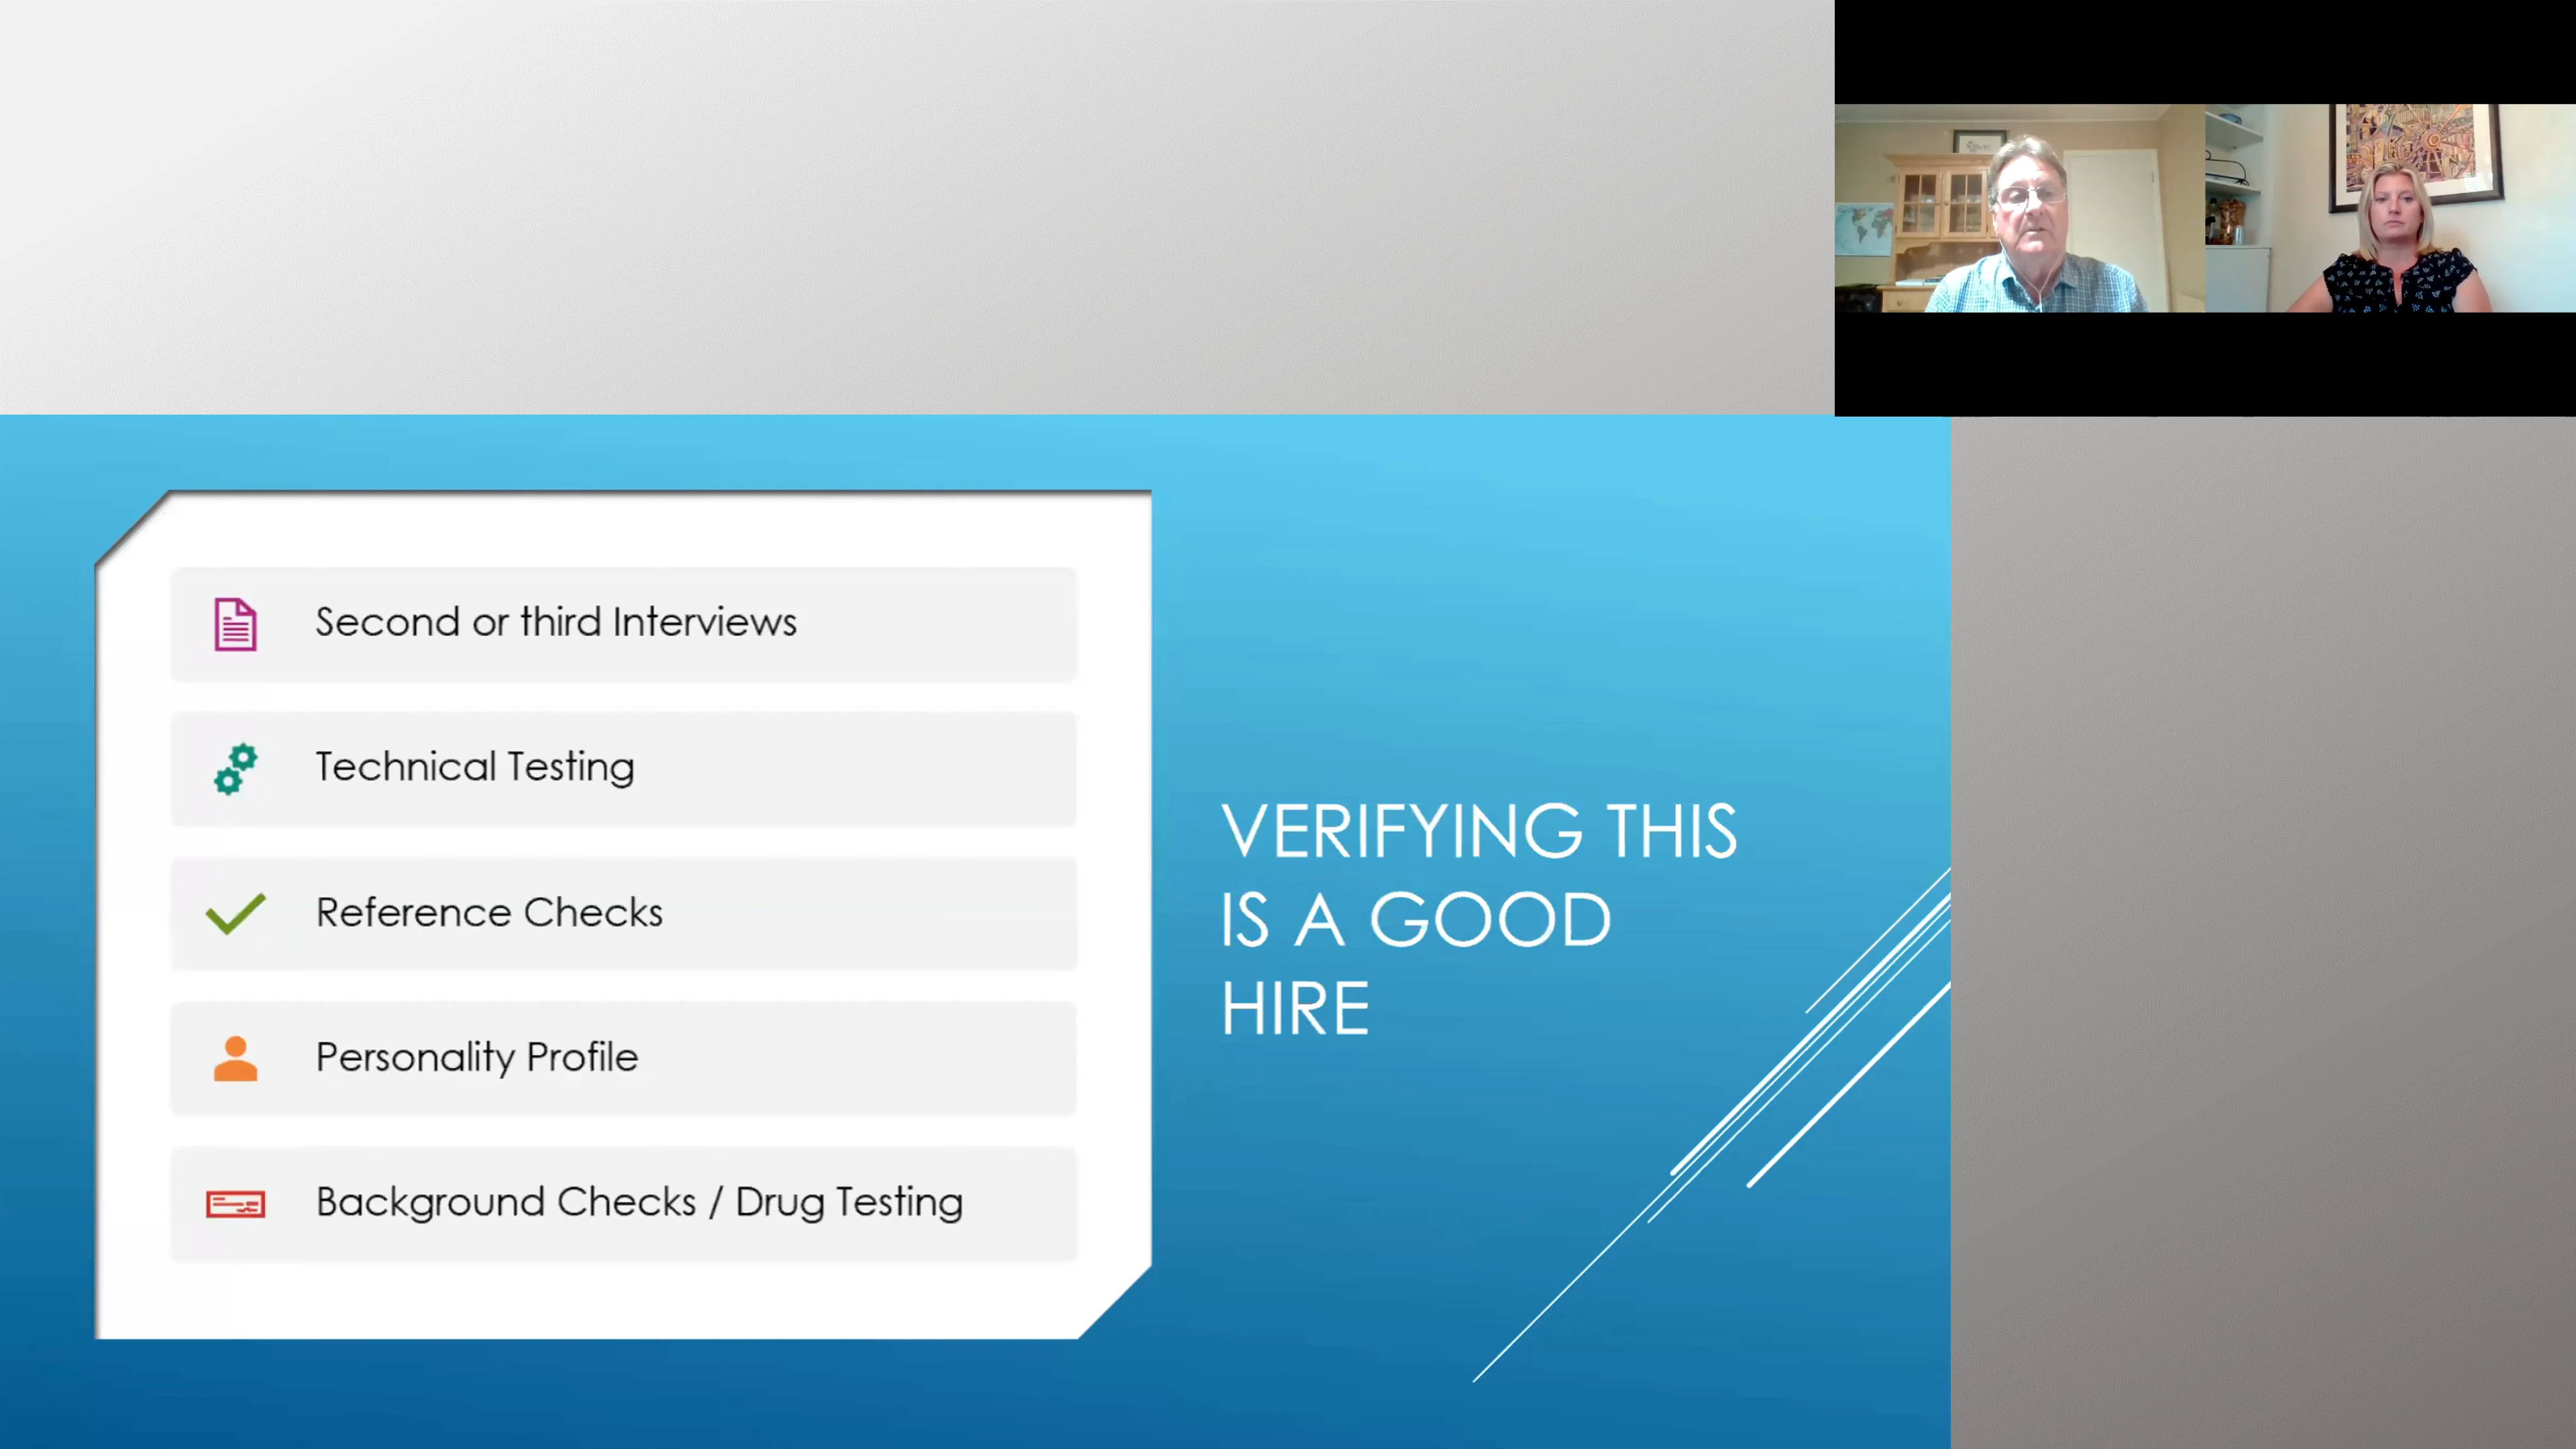 Second or third Interviews
Technical Testing
Reference Checks
Personality Profile
Background Checks / Drug Testing
VERIFYING THIS
IS A GOOD
HIRE